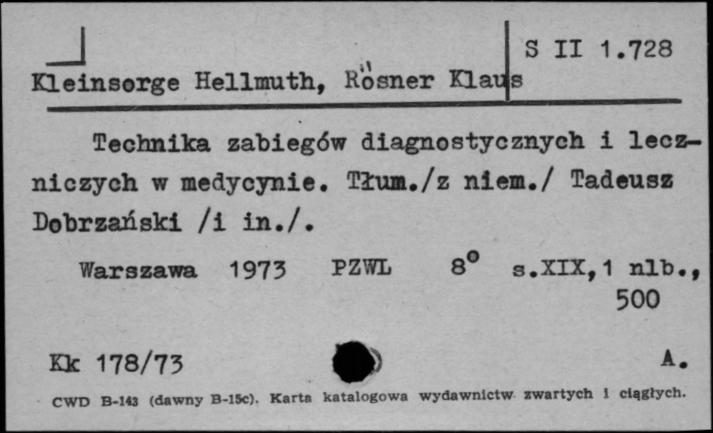 S II 1.728
Kleinsorge Hellmuth, Rösner Klaus
Technika zabiegów diagnostycznych i lecz-
niczych w medycynie. Tłum./z niem./ Tadeusz
Dobrzański /i in./.
Warszawa 1973 PZWL 8° s.XIX,1 nlb.,
500
Kk 178/73 A.
CWD B-143 (dawny B-15c). Karta katalogowa wydawnictw zwartych i ciągłych.